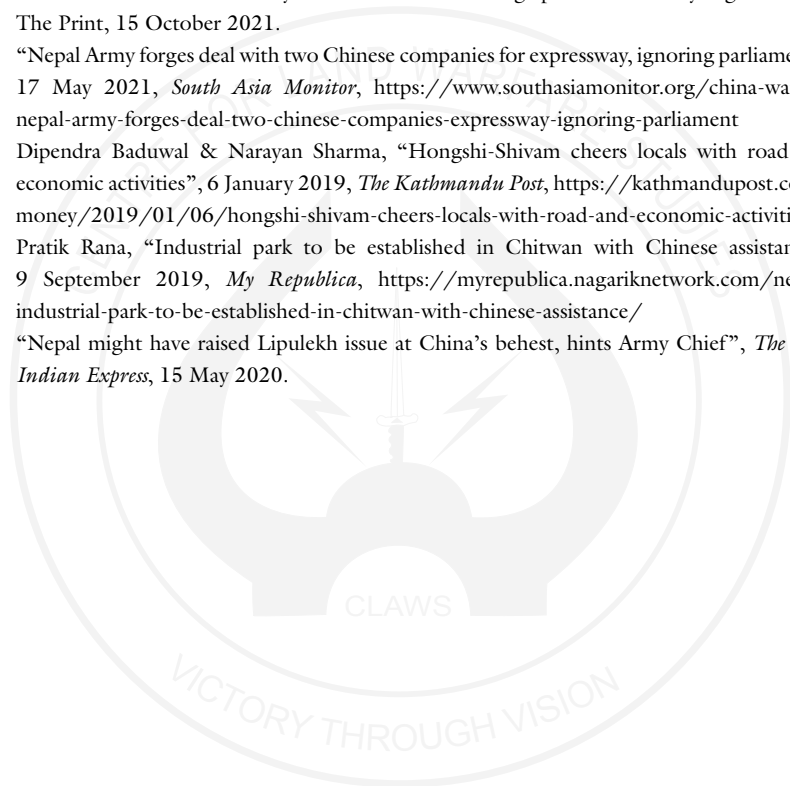 The Print, 15 October 2021.
“Nepal Army forges deal with two Chinese companies for expressway, ignoring
17 May 2021, South Asia Monitor, https://www.southasiamonitor.org/china-wa
nepal-army-forges-deal-two-chinese-companies-expressway-ignoring-parliament
Dipendra Baduwal & Narayan Sharma, “Hongshi-Shivam cheers locals with road
economic activities”, 6 January 2019, The Kathmandu Post, https://kathmandupost.c
money/2019/01/06/hongshi-shivam-cheers-locals-with-road-and-economic-activiti
Pratik Rana, “Industrial park to be established in Chitwan with Chinese
9 September 2019, My Republica, https://myrepublica.nagariknetwork.com/ne
industrial-park-to-be-established-in-chitwan-with-chinese-assistance/
“Nepal might have raised Lipulekh issue at China’s behest, hints Army Chief”, The
Indian Express, 15 May 2020.
CENTRE FOR LAND WARFARE STUDIES
CLAWS
VICTORY THROUGH VISION